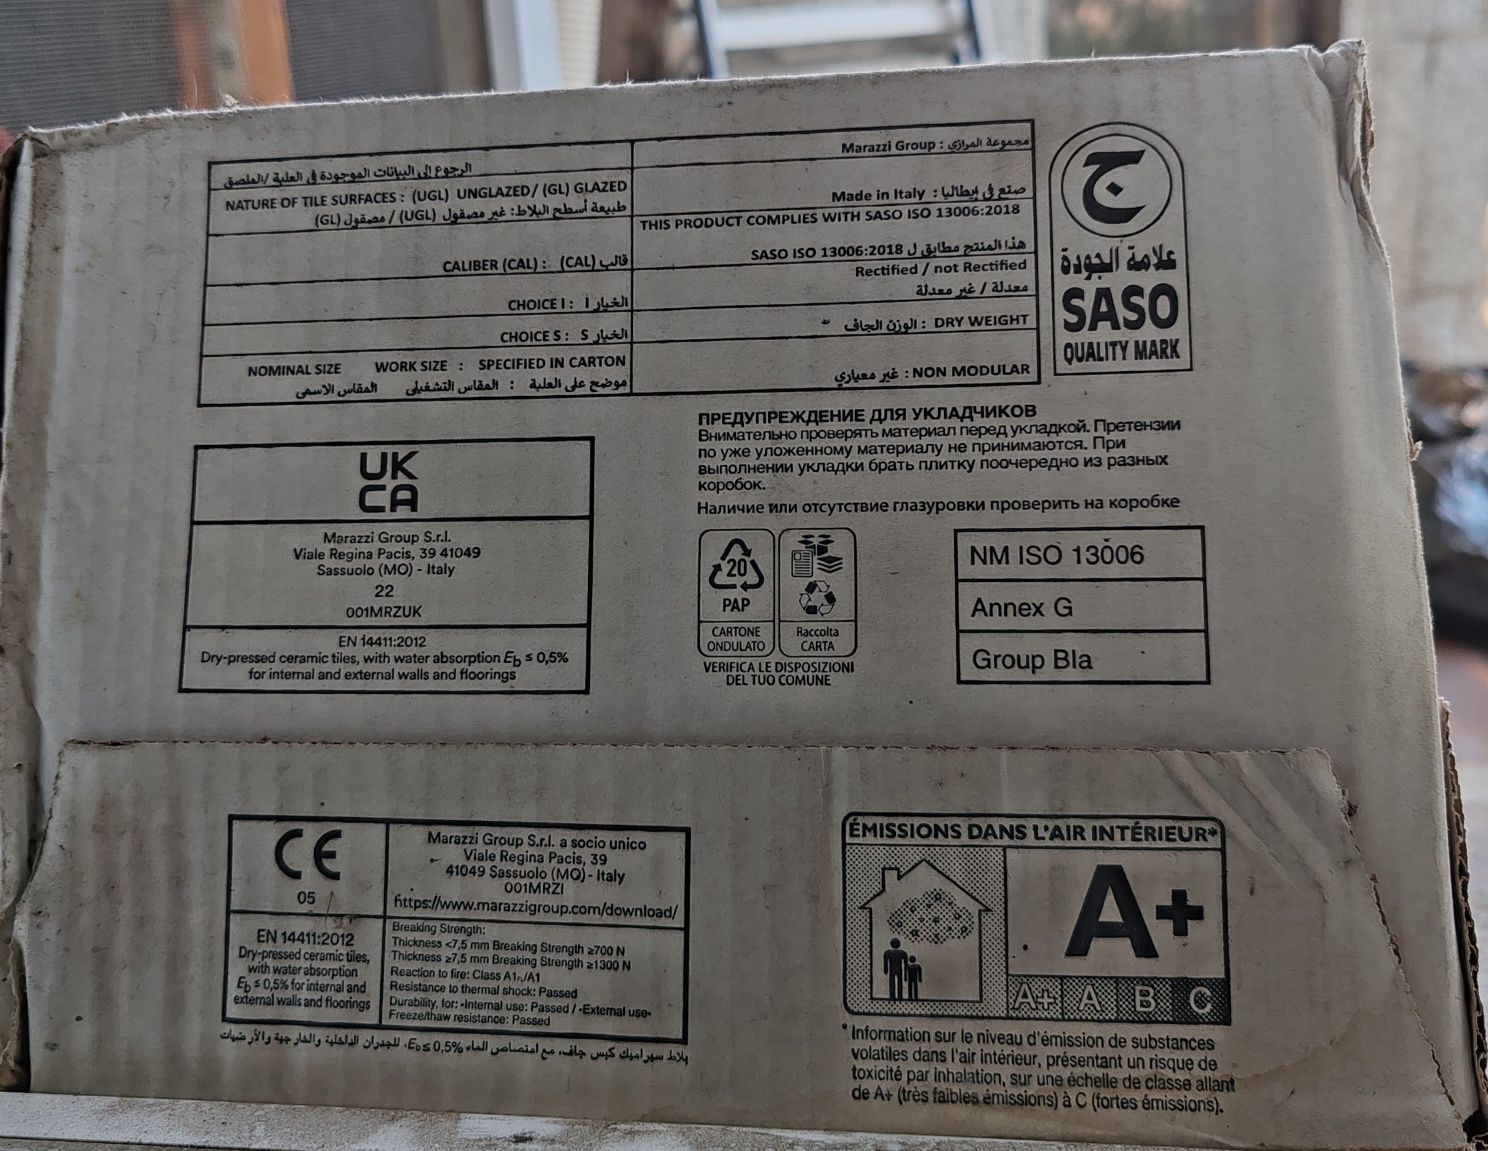 الرجوع إلى البيانات الموجودة في العلبة /الملصق
NATURE OF TILE SURFACES : (UGL) UNGLAZED/ (GL) GLAZED
طبيعة أسطح البلاط: غير مصقول (UGL) / مصقول (GL)
CALIBER (CAL) : (CAL) قالب
CHOICE I : I الخيار
CHOICE S : S الخيار
NOMINAL SIZE WORK SIZE : SPECIFIED IN CARTON
موضح على العلبة : المقاس التشغيلي المقاس الاسمي
Marazzi Group : مجموعة المرازي
Made in Italy : صنع في إيطاليا
THIS PRODUCT COMPLIES WITH SASO ISO 13006:2018
هذا المنتج مطابق ل SASO ISO 13006:2018
Rectified / not Rectified
معدلة / غير معدلة
الوزن الجاف : DRY WEIGHT
غير معياري : NON MODULAR
ج
علامة الجودة
SASO
QUALITY MARK
ПРЕДУПРЕЖДЕНИЕ ДЛЯ УКЛАДЧИКОВ
Внимательно проверять материал перед укладкой. Претензии
по уже уложенному материалу не принимаются. При
выполнении укладки брать плитку поочередно из разных
коробок.
Наличие или отсутствие глазуровки проверить на коробке
UK
CA
Marazzi Group S.r.l.
Viale Regina Pacis, 39 41049
Sassuolo (MO) - Italy
22
001MRZUK
EN 14411:2012
Dry-pressed ceramic tiles, with water absorption Eb ≤ 0,5%
for internal and external walls and floorings
20
PAP
CARTONE
ONDULATO
Raccolta
CARTA
VERIFICA LE DISPOSIZIONI
DEL TUO COMUNE
NM ISO 13006
Annex G
Group Bla
CE
05
EN 14411:2012
Dry-pressed ceramic tiles,
with water absorption
Eb ≤ 0,5% for internal and
external walls and floorings
Marazzi Group S.r.l. a socio unico
Viale Regina Pacis, 39
41049 Sassuolo (MO) - Italy
001MRZI
https://www.marazzigroup.com/download/
Breaking Strength:
Thickness <7,5 mm Breaking Strength ≥700 N
Thickness ≥7,5 mm Breaking Strength ≥1300 N
Reaction to fire: Class A1FL/A1
Resistance to thermal shock: Passed
Durability, for: -Internal use: Passed / -External use-
Freeze/thaw resistance: Passed
بلاط سيراميك كبس جاف، مع امتصاص الماء Eb ≤ 0,5%، للجدران الداخلية والخارجية والأرضيات
ÉMISSIONS DANS L'AIR INTÉRIEUR*
A+
A+ A B C
*Information sur le niveau d'émission de substances
volatiles dans l'air intérieur, présentant un risque de
toxicité par inhalation, sur une échelle de classe allant
de A+ (très faibles émissions) à C (fortes émissions).